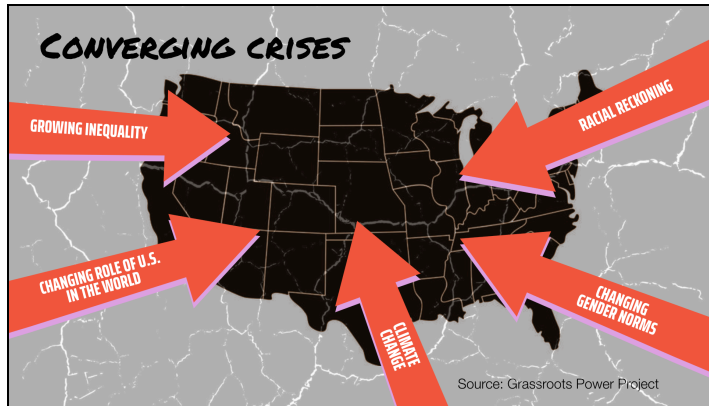 CONVERGING CRISES
GROWING INEQUALITY
RACIAL RECKONING
CHANGING ROLE OF U.S.
IN THE WORLD
CLIMATE
CHANGE
CHANGING
GENDER NORMS
Source: Grassroots Power Project